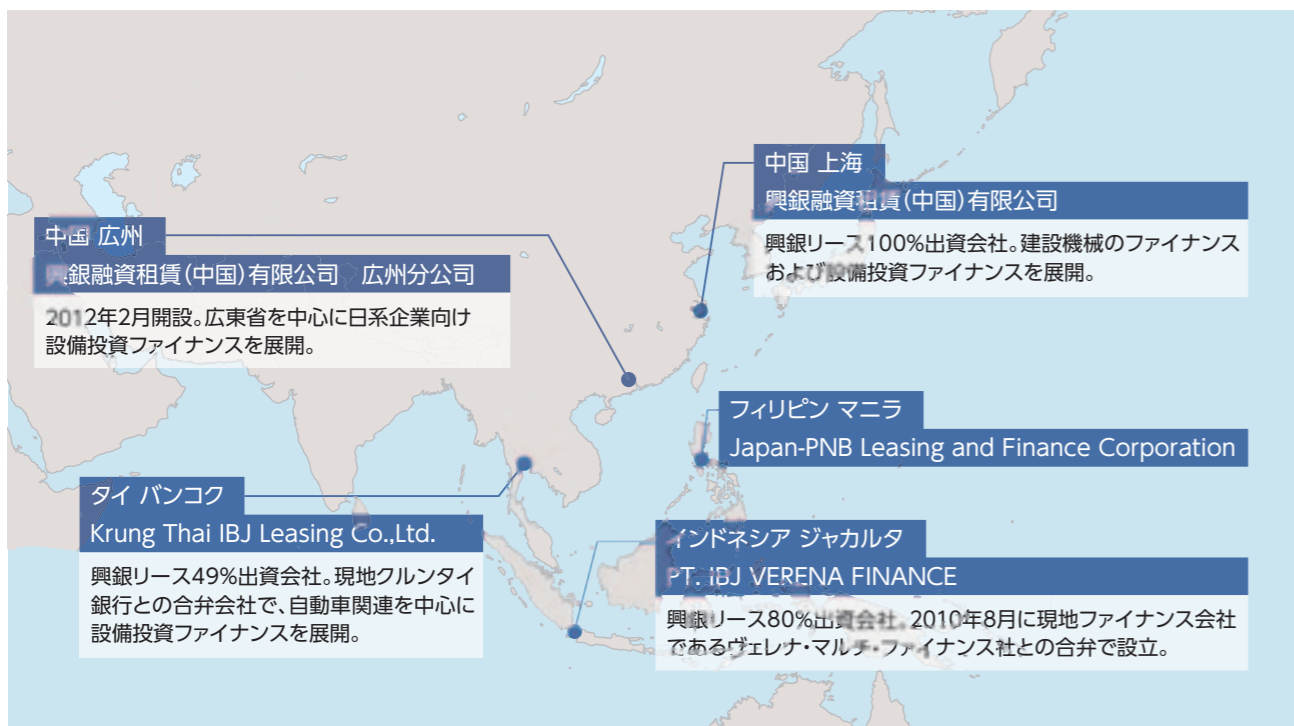 中国 上海
興銀融資租賃(中国)有限公司
興銀リース100%出資会社。建設機械のファイナンス
および設備投資ファイナンスを展開。
中国 広州
興銀融資租賃(中国)有限公司 広州分公司
2012年2月開設。広東省を中心に日系企業向け
設備投資ファイナンスを展開。
フィリピン マニラ
Japan-PNB Leasing and Finance Corporation
タイ バンコク
Krung Thai IBJ Leasing Co.,Ltd.
興銀リース49%出資会社。現地クルンタイ
銀行との合弁会社で、自動車関連を中心に
設備投資ファイナンスを展開。
インドネシア ジャカルタ
PT. IBJ VERENA FINANCE
興銀リース80%出資会社。2010年8月に現地ファイナンス会社
であるヴェレナ・マルチ・ファイナンス社との合弁で設立。